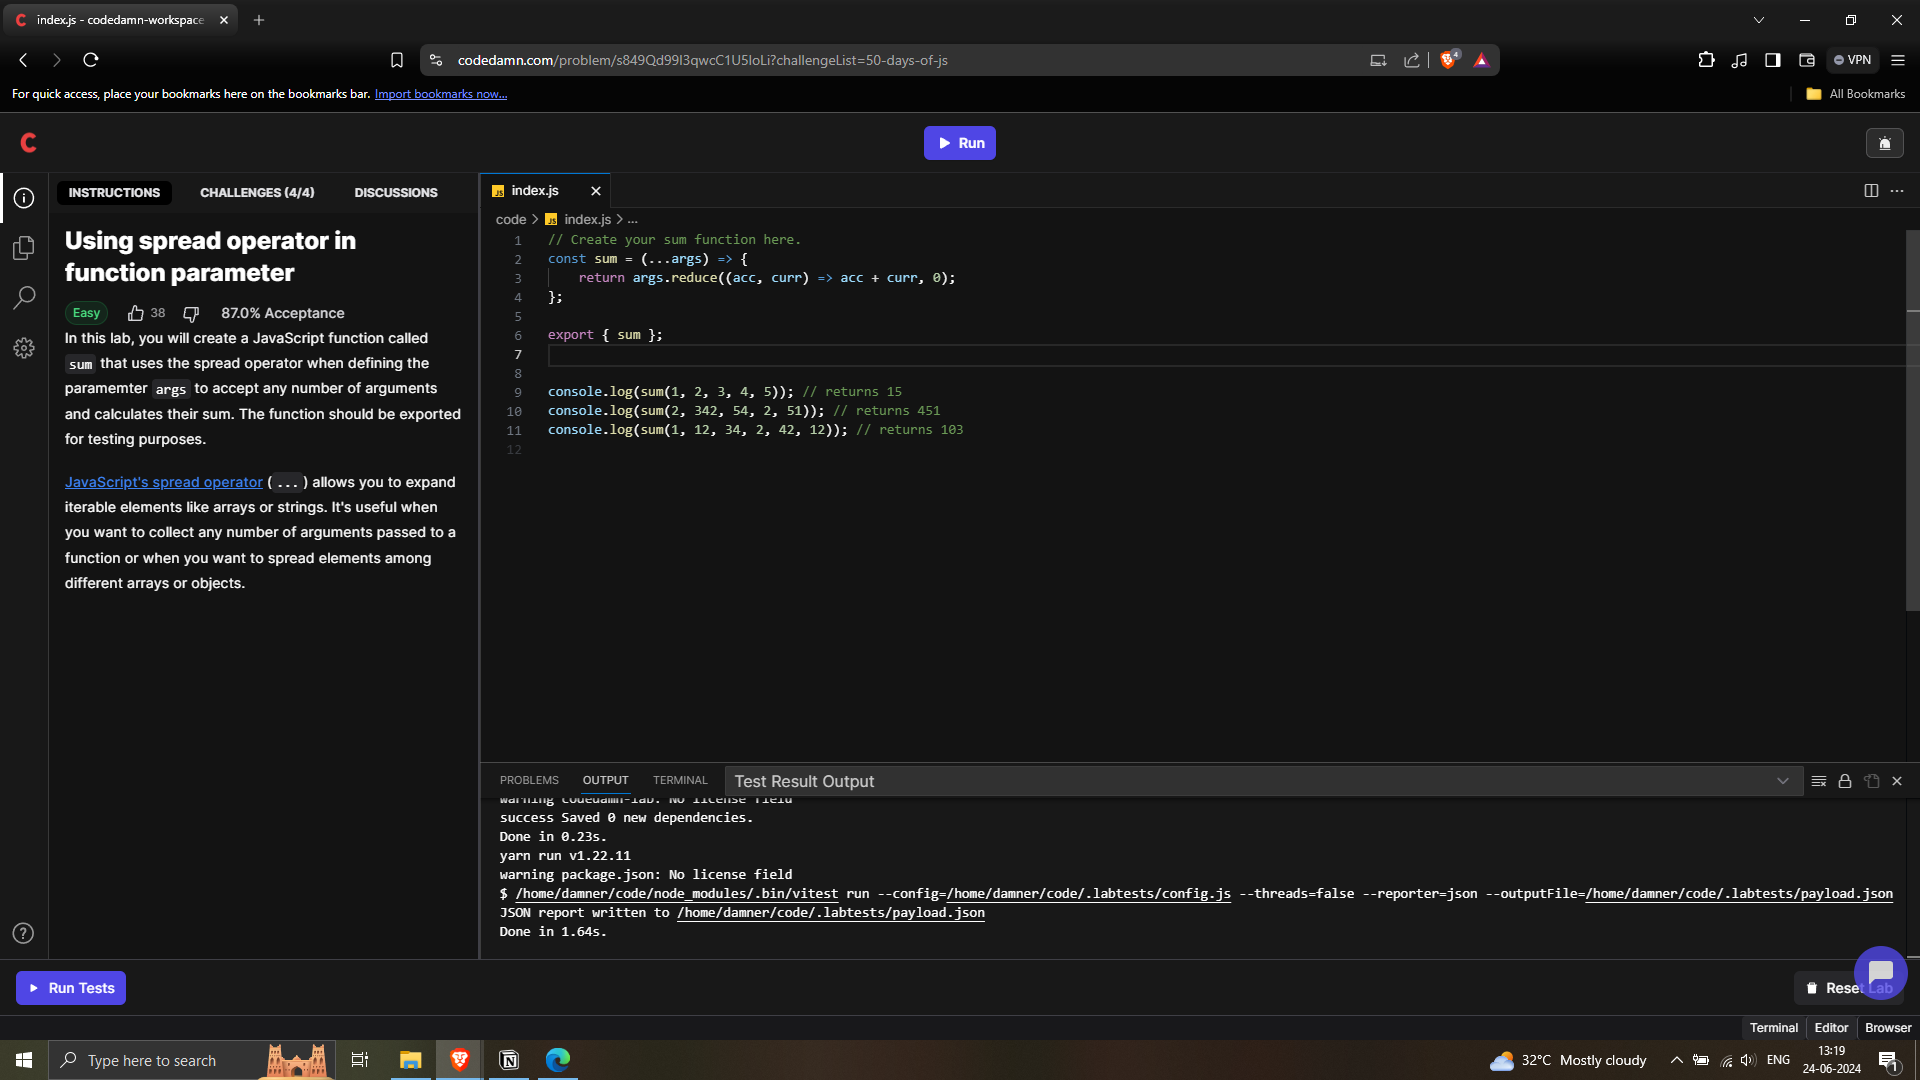 index.js - codedamn-workspace
codedamn.com/problem/s849Qd99I3qwcC1U5IoLi?challengeList=50-days-of-js
4
VPN
For quick access, place your bookmarks here on the bookmarks bar. Import bookmarks now...
All Bookmarks
Run
INSTRUCTIONS
CHALLENGES (4/4)
DISCUSSIONS
Using spread operator in
function parameter
Easy
38
87.0% Acceptance
In this lab, you will create a JavaScript function called
sum that uses the spread operator when defining the
paramemter args to accept any number of arguments
and calculates their sum. The function should be exported
for testing purposes.
JavaScript's spread operator (...) allows you to expand
iterable elements like arrays or strings. It's useful when
you want to collect any number of arguments passed to a
function or when you want to spread elements among
different arrays or objects.
JS index.js
code > JS index.js > ...
1 // Create your sum function here.
2 const sum = (...args) => {
3 return args.reduce((acc, curr) => acc + curr, 0);
4 };
5
6 export { sum };
7
8
9 console.log(sum(1, 2, 3, 4, 5)); // returns 15
10 console.log(sum(2, 342, 54, 2, 51)); // returns 451
11 console.log(sum(1, 12, 34, 2, 42, 12)); // returns 103
12
PROBLEMS
OUTPUT
TERMINAL
Test Result Output
warning codedamn-lab: No license field
success Saved 0 new dependencies.
Done in 0.23s.
yarn run v1.22.11
warning package.json: No license field
$ /home/damner/code/node_modules/.bin/vitest run --config=/home/damner/code/.labtests/config.js --threads=false --reporter=json --outputFile=/home/damner/code/.labtests/payload.json
JSON report written to /home/damner/code/.labtests/payload.json
Done in 1.64s.
Run Tests
Reset Lab
Terminal
Editor
Browser
Type here to search
32°C Mostly cloudy
ENG
13:19
24-06-2024
1